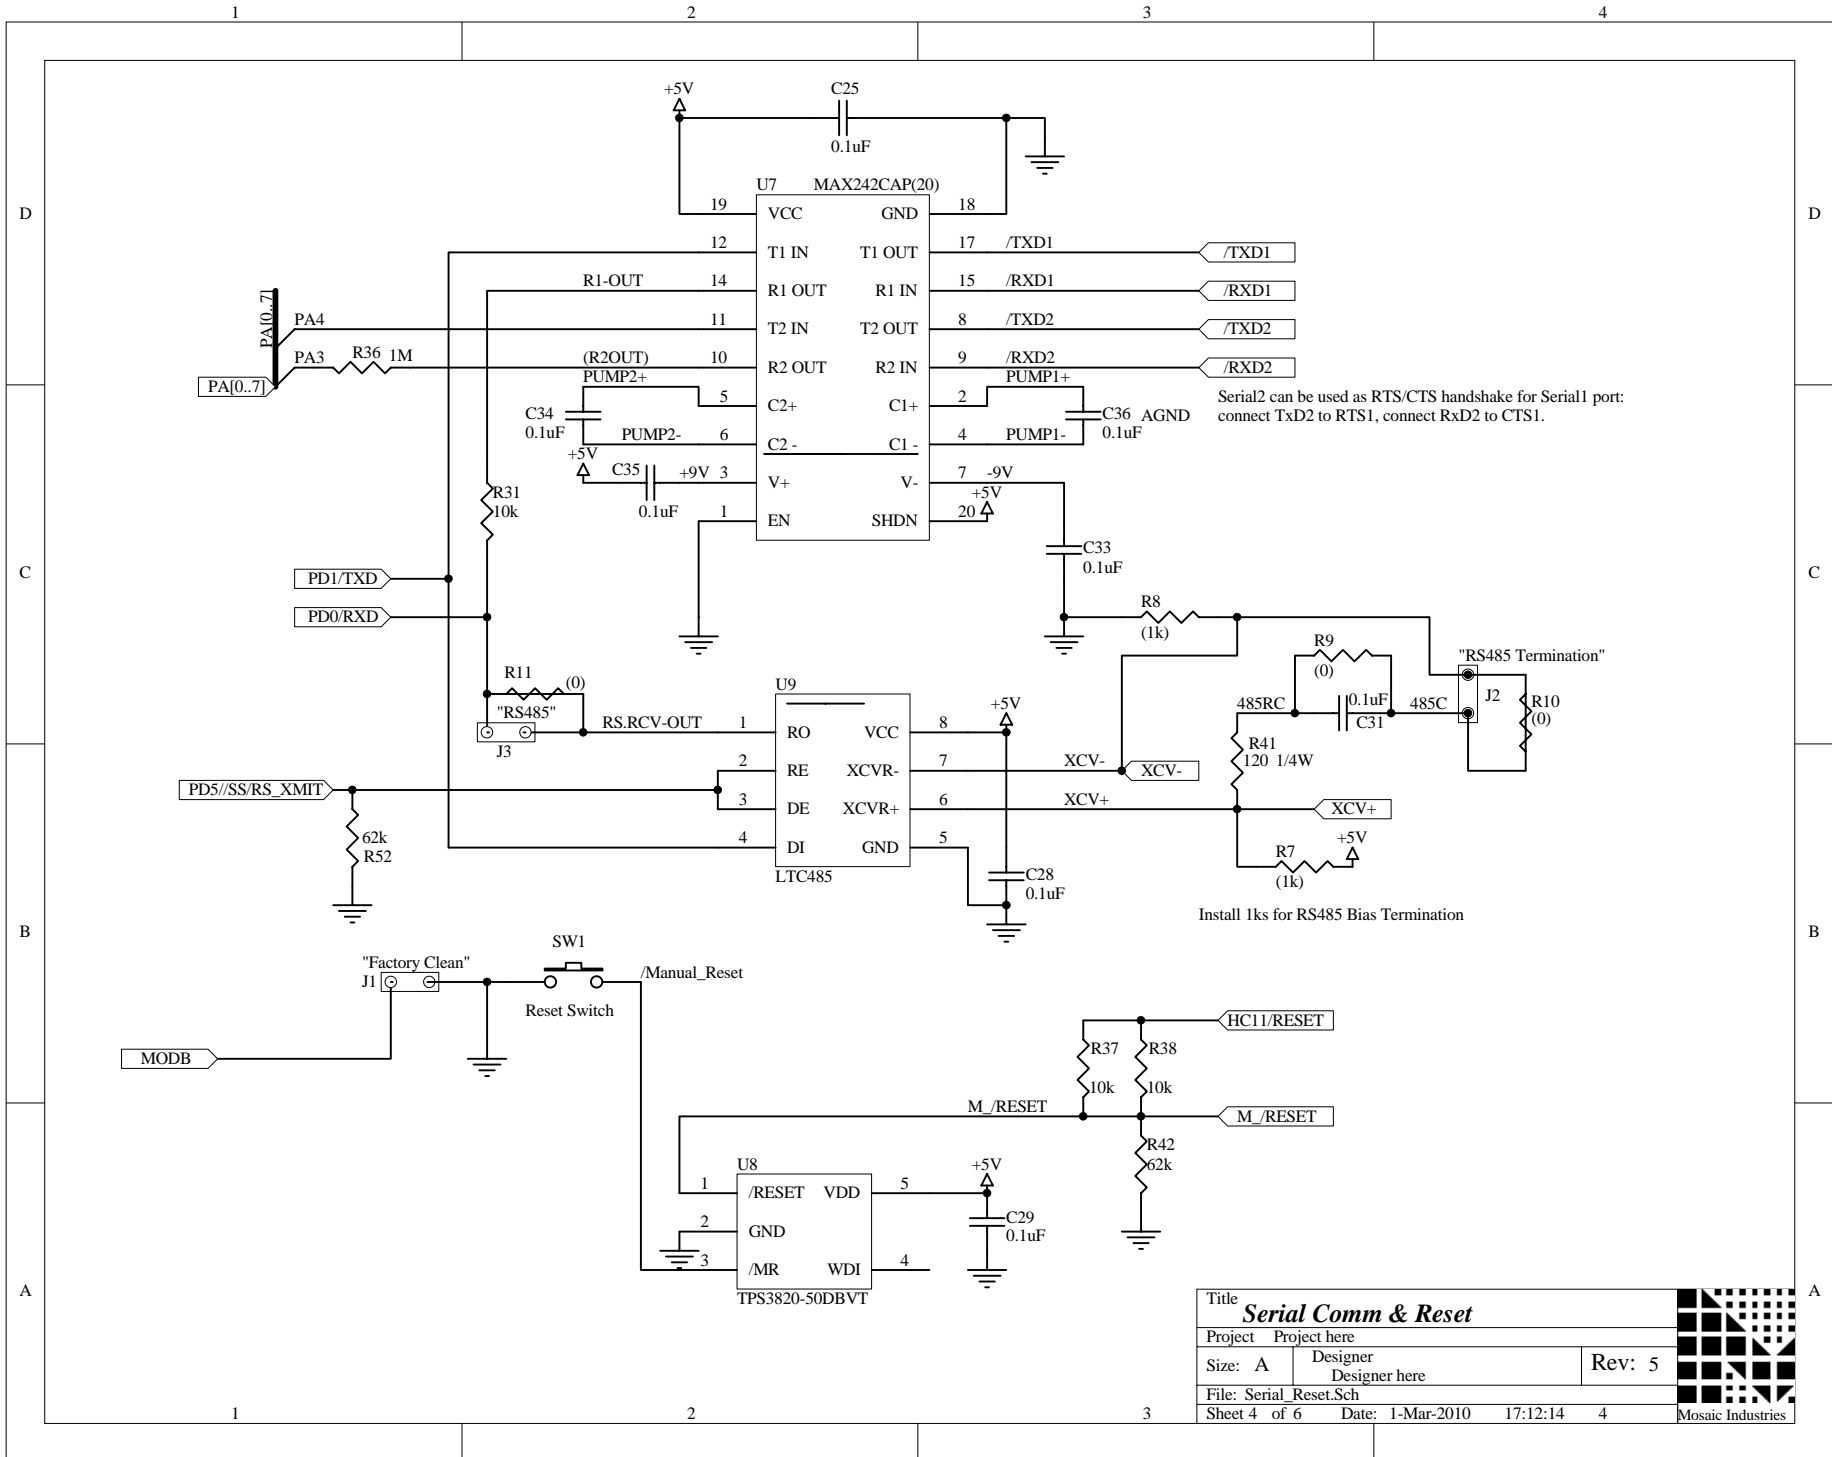 1 2 3 4
+5V C25
0.1uF
U7 MAX242CAP(20)
D D
19 VCC GND 18
12 T1 IN T1 OUT 17 /TXD1 /TXD1
R1-OUT 14 R1 OUT R1 IN 15 /RXD1 /RXD1
PA[0..7]
PA4 11 T2 IN T2 OUT 8 /TXD2 /TXD2
PA3 R36 1M (R2OUT) 10 R2 OUT R2 IN 9 /RXD2 /RXD2
PA[0..7]
PUMP2+ PUMP1+
5 C2+ C1+ 2
C34 0.1uF
C36 AGND
0.1uF
Serial2 can be used as RTS/CTS handshake for Serial1 port:
connect TxD2 to RTS1, connect RxD2 to CTS1.
PUMP2- 6 C2 - C1 - 4 PUMP1-
+5V C35 +9V 3 V+ V- 7 -9V
0.1uF
+5V
1 EN SHDN 20
R31
10k
C33
0.1uF
C C
PD1/TXD
PD0/RXD
R8
(1k)
R9
(0)
"RS485 Termination"
R11 (0)
"RS485"
J3
U9
RS.RCV-OUT 1 RO VCC 8 +5V
485RC 0.1uF C31 485C
J2
R10
(0)
R41
120 1/4W
2 RE XCVR- 7 XCV- XCV-
PD5//SS/RS_XMIT
3 DE XCVR+ 6 XCV+ XCV+
62k
R52
4 DI GND 5
LTC485
C28
0.1uF
R7
(1k)
+5V
Install 1ks for RS485 Bias Termination
B B
"Factory Clean"
J1
SW1
/Manual_Reset
Reset Switch
MODB
HC11/RESET
R37 R38
10k 10k
M_/RESET M_/RESET
R42
62k
U8
1 /RESET VDD 5 +5V
2 GND
C29
0.1uF
3 /MR WDI 4
TPS3820-50DBVT
A A
Title Serial Comm & Reset
Project Project here
Size: A Designer
Designer here
Rev: 5
File: Serial_Reset.Sch
Sheet 4 of 6 Date: 1-Mar-2010 17:12:14 4
Mosaic Industries
1 2 3